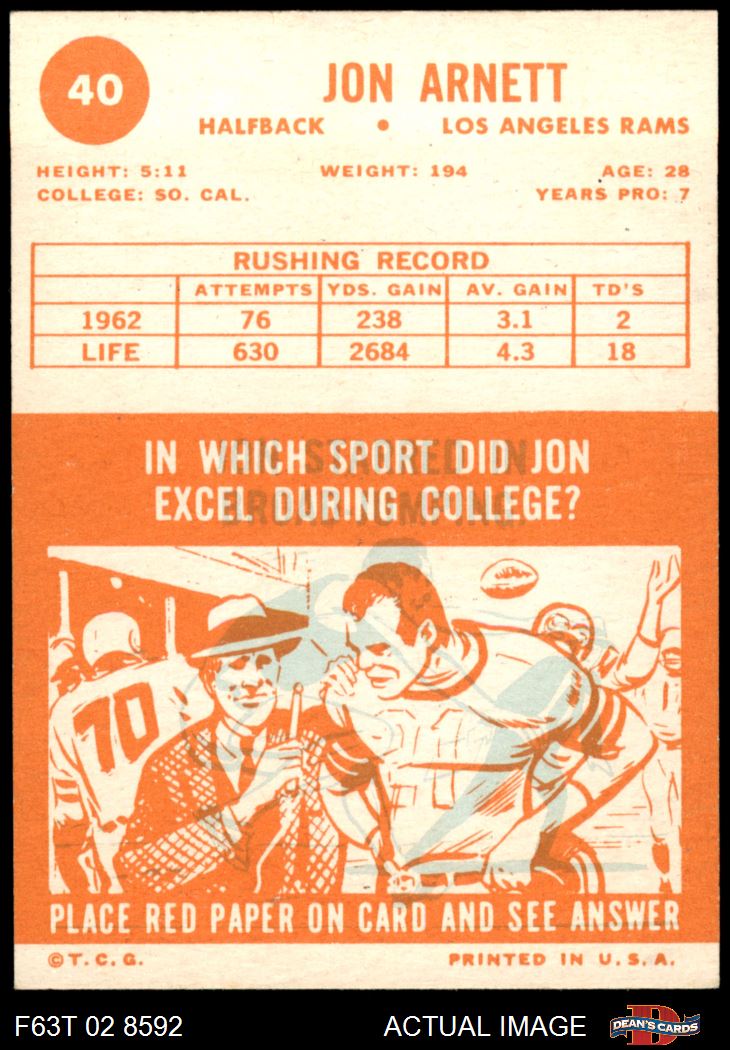 40
JON ARNETT
HALFBACK • LOS ANGELES RAMS
HEIGHT: 5:11 WEIGHT: 194 AGE: 28
COLLEGE: SO. CAL. YEARS PRO: 7
RUSHING RECORD
ATTEMPTS YDS. GAIN AV. GAIN TD'S
1962 76 238 3.1 2
LIFE 630 2684 4.3 18
IN WHICH SPORT DID JON
EXCEL DURING COLLEGE?
70
PLACE RED PAPER ON CARD AND SEE ANSWER
©T.C.G. PRINTED IN U.S.A.
F63T 02 8592 ACTUAL IMAGE
DEAN'S CARDS